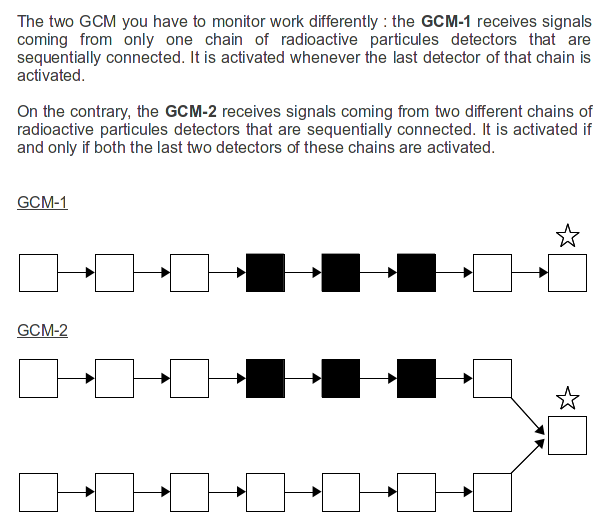 The two GCM you have to monitor work differently : the GCM-1 receives signals
coming from only one chain of radioactive particules detectors that are
sequentially connected. It is activated whenever the last detector of that chain is
activated.
On the contrary, the GCM-2 receives signals coming from two different chains of
radioactive particules detectors that are sequentially connected. It is activated if
and only if both the last two detectors of these chains are activated.
GCM-1
GCM-2